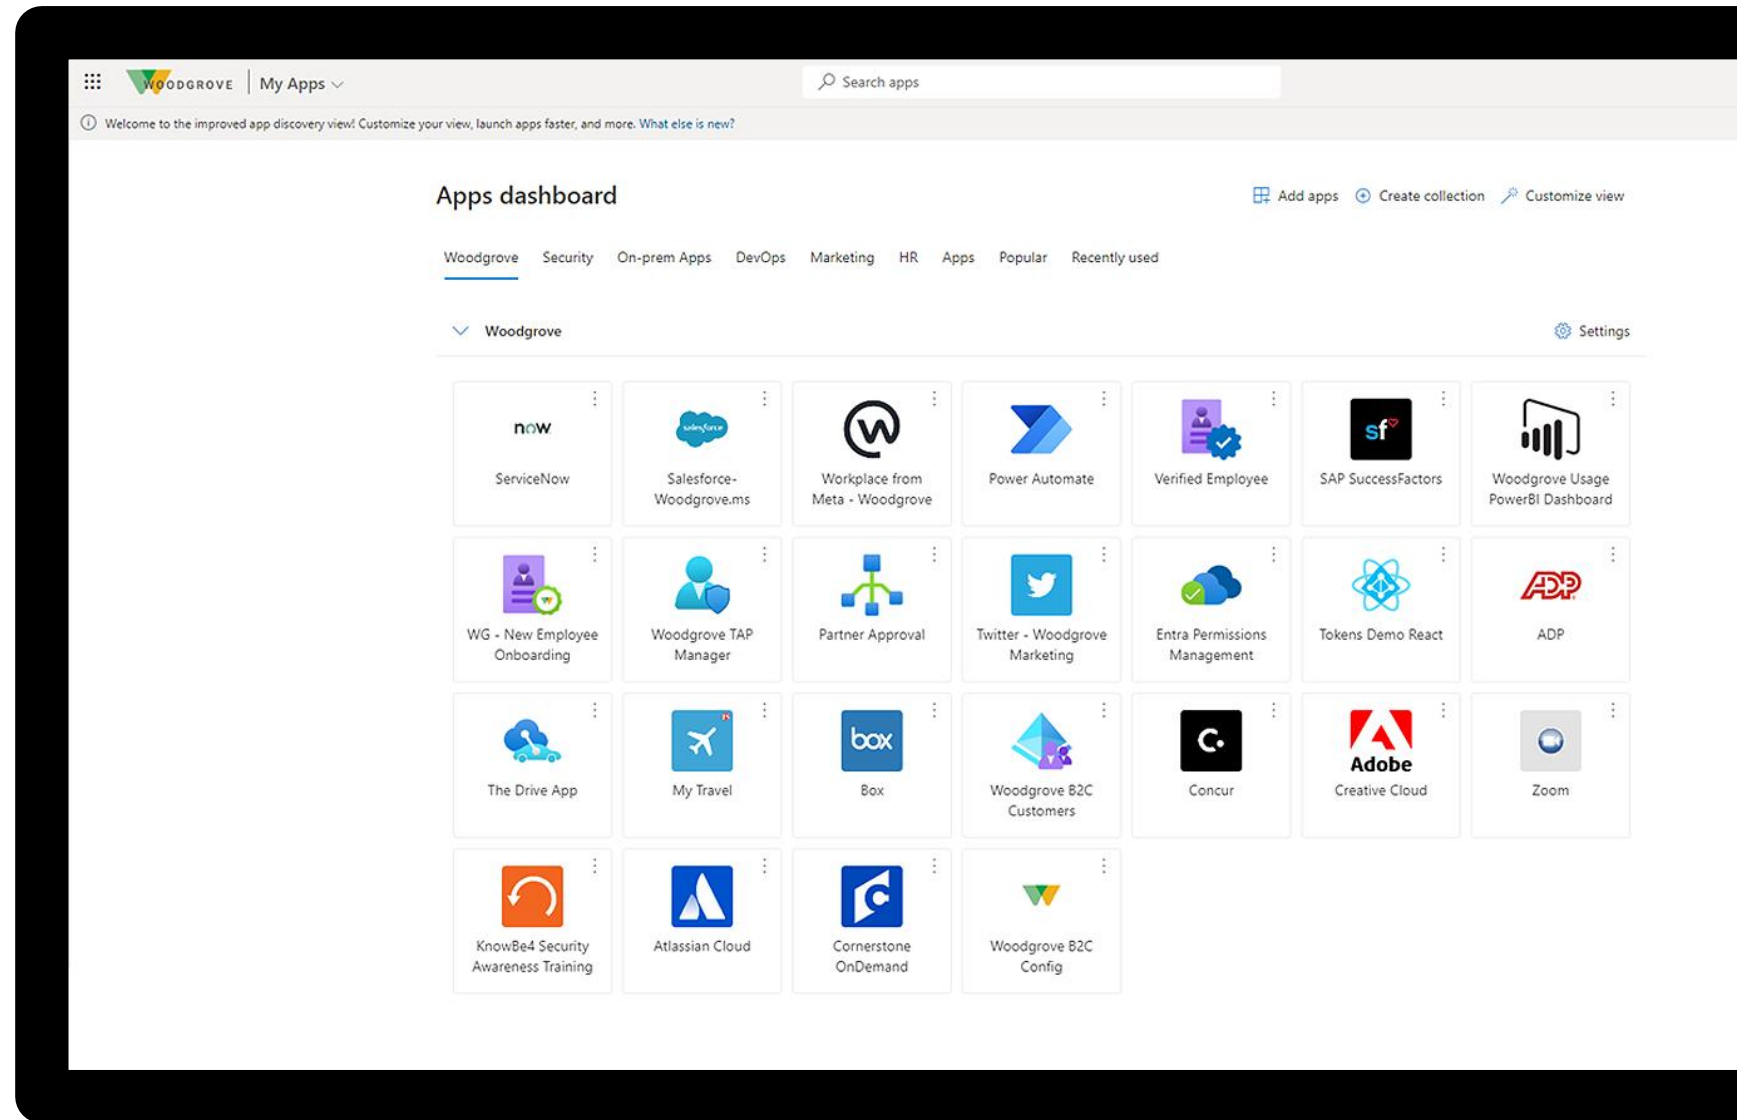 WOODGROVE My Apps
Search apps
Welcome to the improved app discovery view! Customize your view, launch apps faster, and more. What else is new?
Apps dashboard
Add apps Create collection Customize view
Woodgrove Security On-prem Apps DevOps Marketing HR Apps Popular Recently used
Woodgrove
Settings
now
ServiceNow
salesforce
Salesforce-
Woodgrove.ms
Workplace from
Meta - Woodgrove
Power Automate
Verified Employee
sf
SAP SuccessFactors
Woodgrove Usage
PowerBI Dashboard
WG - New Employee
Onboarding
Woodgrove TAP
Manager
Partner Approval
Twitter - Woodgrove
Marketing
Entra Permissions
Management
Tokens Demo React
ADP
ADP
The Drive App
My Travel
box
Box
Woodgrove B2C
Customers
C.
Concur
Adobe
Creative Cloud
Zoom
KnowBe4 Security
Awareness Training
Atlassian Cloud
C
Cornerstone
OnDemand
Woodgrove B2C
Config